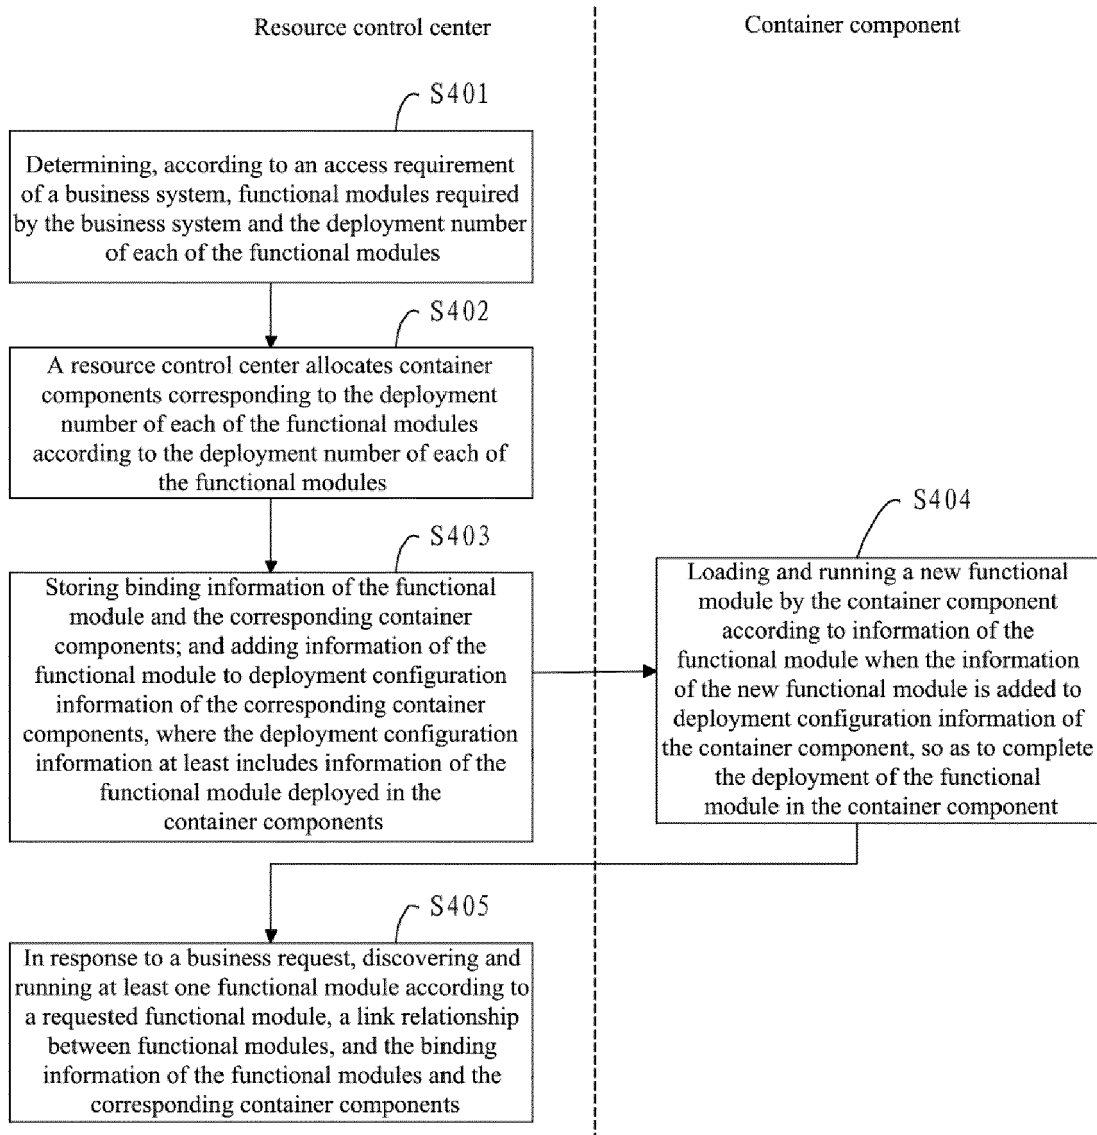 Resource control center
Container component
S401
Determining, according to an access requirement
of a business system, functional modules required
by the business system and the deployment number
of each of the functional modules
S402
A resource control center allocates container
components corresponding to the deployment
number of each of the functional modules
according to the deployment number of each of
the functional modules
S403
Storing binding information of the functional
module and the corresponding container
components; and adding information of the
functional module to deployment configuration
information of the corresponding container
components, where the deployment configuration
information at least includes information of the
functional module deployed in the
container components
S404
Loading and running a new functional
module by the container component
according to information of the
functional module when the information
of the new functional module is added to
deployment configuration information of
the container component, so as to complete
the deployment of the functional
module in the container component
S405
In response to a business request, discovering and
running at least one functional module according to
a requested functional module, a link relationship
between functional modules, and the binding
information of the functional modules and the
corresponding container components